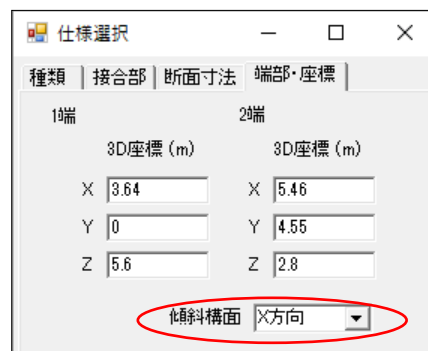 仕様選択
種類 接合部 断面寸法 端部・座標
1端 2端
3D座標 (m) 3D座標 (m)
X 3.64 X 5.46
Y 0 Y 4.55
Z 5.6 Z 2.8
傾斜構面 X方向